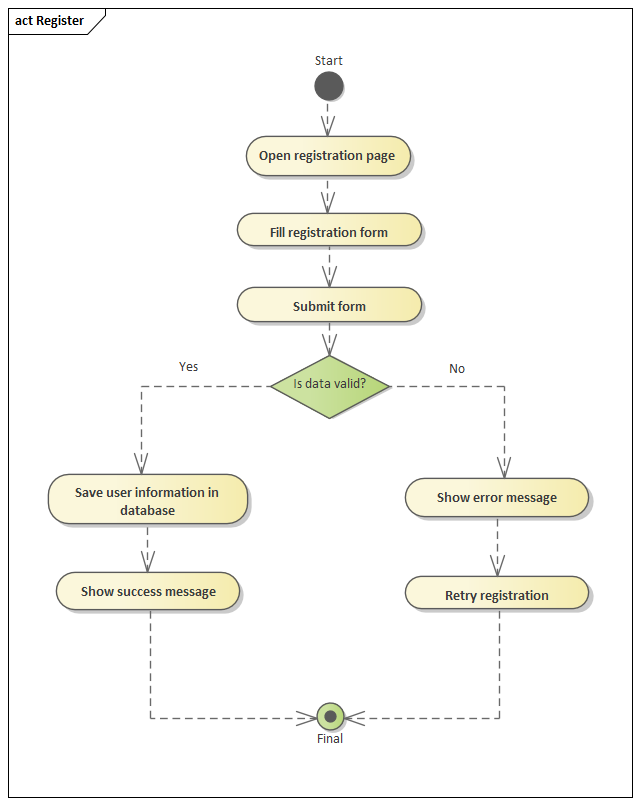 act Register
Start
Open registration page
Fill registration form
Submit form
Is data valid?
Yes
No
Save user information in
database
Show error message
Show success message
Retry registration
Final